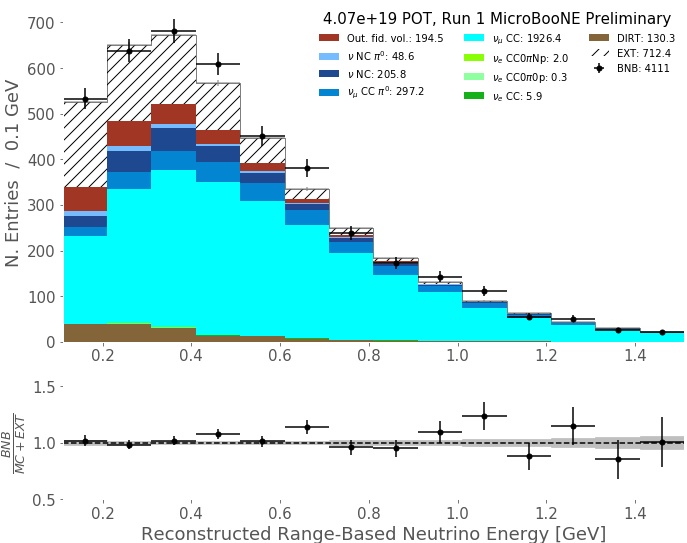 4.07e+19 POT, Run 1 MicroBooNE Preliminary
Out. fid. vol.: 194.5
ν NC π⁰: 48.6
ν NC: 205.8
ν_μ CC π⁰: 297.2
ν_μ CC: 1926.4
ν_e CC0πNp: 2.0
ν_e CC0π0p: 0.3
ν_e CC: 5.9
DIRT: 130.3
EXT: 712.4
BNB: 4111
N. Entries / 0.1 GeV
700
600
500
400
300
200
100
0
0.2 0.4 0.6 0.8 1.0 1.2 1.4
BNB
MC + EXT
1.5
1.0
0.5
0.2 0.4 0.6 0.8 1.0 1.2 1.4
Reconstructed Range-Based Neutrino Energy [GeV]